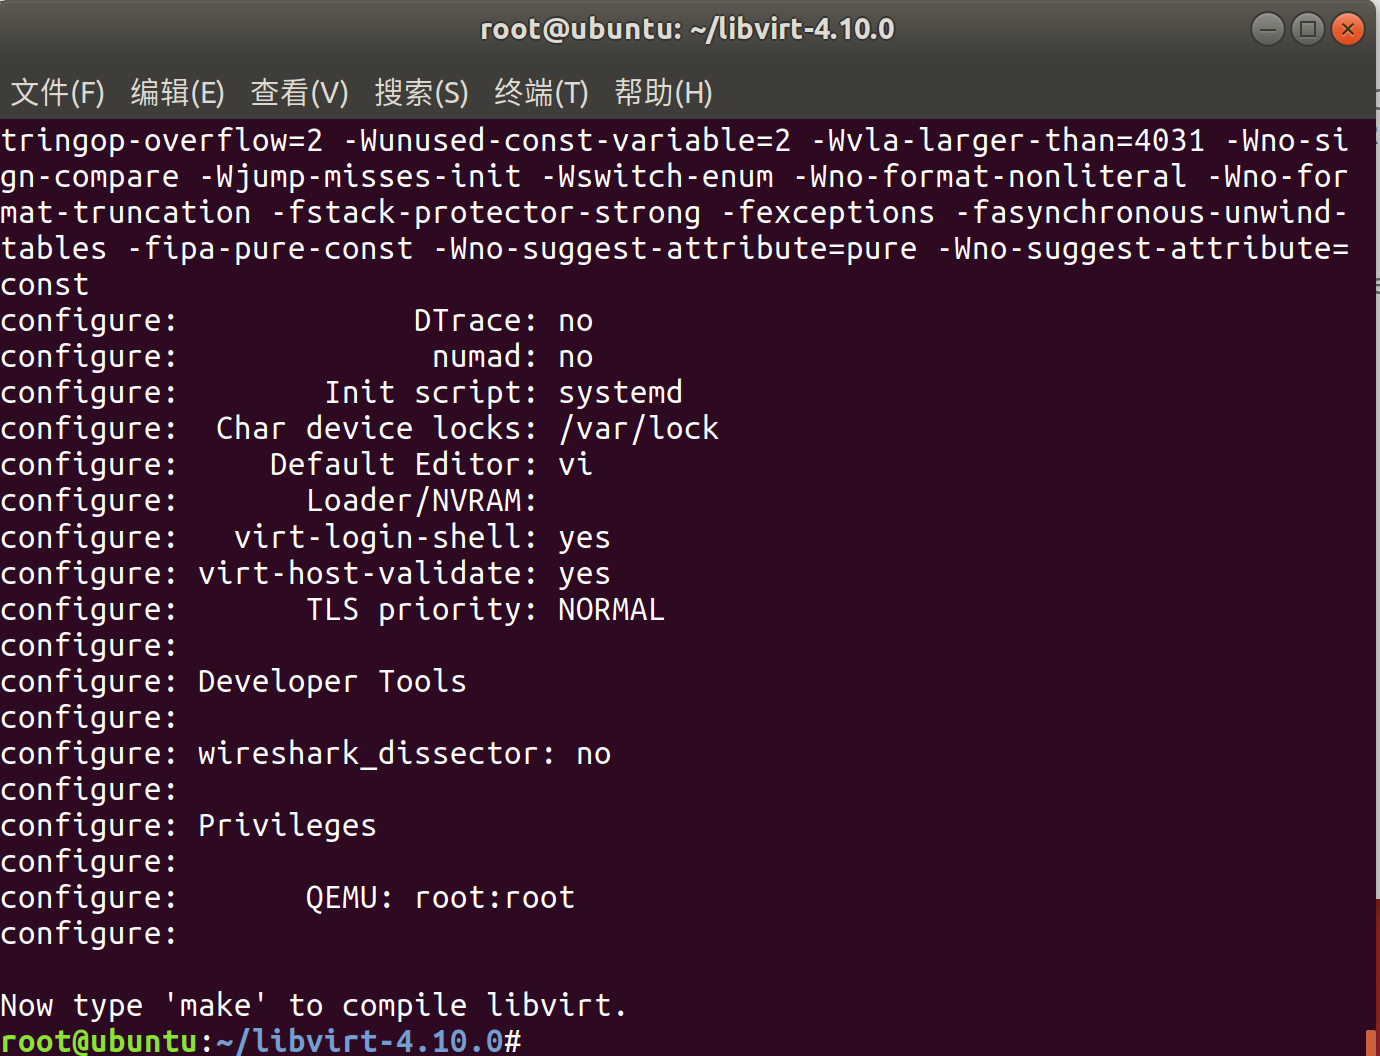 root@ubuntu: ~/libvirt-4.10.0
文件(F) 编辑(E) 查看(V) 搜索(S) 终端(T) 帮助(H)
tringop-overflow=2 -Wunused-const-variable=2 -Wvla-larger-than=4031 -Wno-si
gn-compare -Wjump-misses-init -Wswitch-enum -Wno-format-nonliteral -Wno-for
mat-truncation -fstack-protector-strong -fexceptions -fasynchronous-unwind-
tables -fipa-pure-const -Wno-suggest-attribute=pure -Wno-suggest-attribute=
const
configure:             DTrace: no
configure:              numad: no
configure:        Init script: systemd
configure:  Char device locks: /var/lock
configure:     Default Editor: vi
configure:       Loader/NVRAM:
configure:   virt-login-shell: yes
configure: virt-host-validate: yes
configure:       TLS priority: NORMAL
configure:
configure: Developer Tools
configure:
configure: wireshark_dissector: no
configure:
configure: Privileges
configure:
configure:       QEMU: root:root
configure:
Now type 'make' to compile libvirt.
root@ubuntu:~/libvirt-4.10.0#